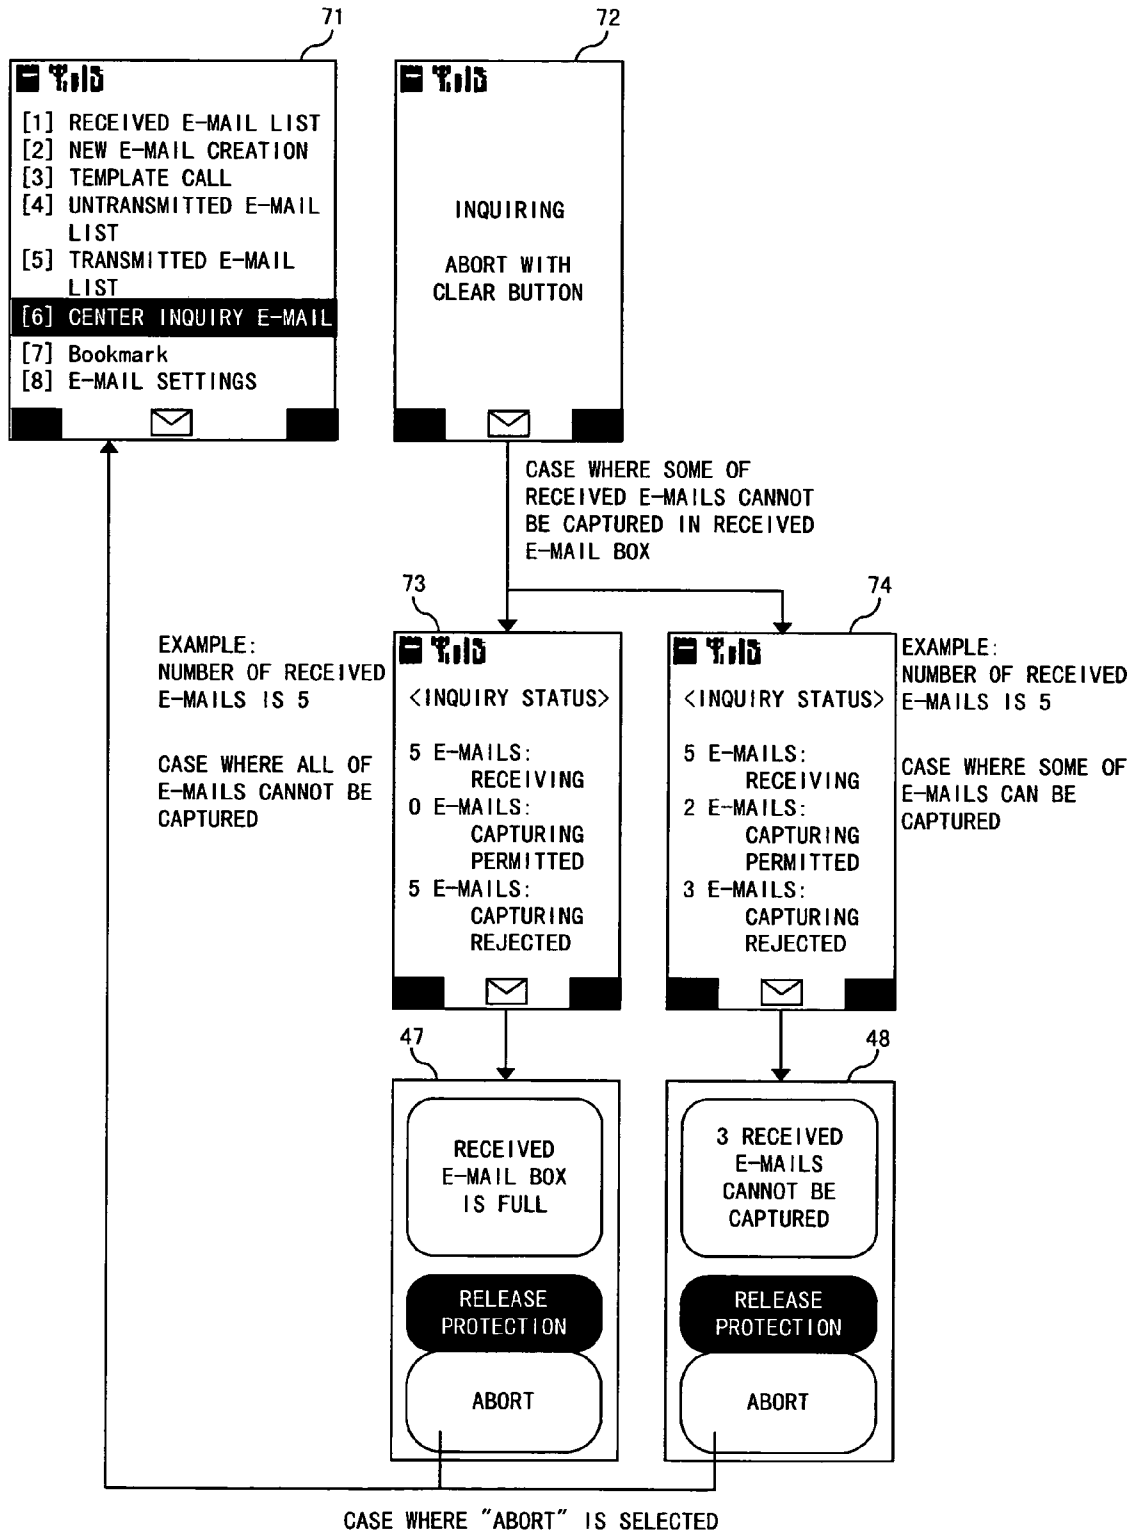 71
[1] RECEIVED E-MAIL LIST
[2] NEW E-MAIL CREATION
[3] TEMPLATE CALL
[4] UNTRANSMITTED E-MAIL
LIST
[5] TRANSMITTED E-MAIL
LIST
[6] CENTER INQUIRY E-MAIL
[7] Bookmark
[8] E-MAIL SETTINGS
72
INQUIRING
ABORT WITH
CLEAR BUTTON
CASE WHERE SOME OF
RECEIVED E-MAILS CANNOT
BE CAPTURED IN RECEIVED
E-MAIL BOX
EXAMPLE:
NUMBER OF RECEIVED
E-MAILS IS 5
CASE WHERE ALL OF
E-MAILS CANNOT BE
CAPTURED
73
<INQUIRY STATUS>
5 E-MAILS:
RECEIVING
0 E-MAILS:
CAPTURING
PERMITTED
5 E-MAILS:
CAPTURING
REJECTED
74
<INQUIRY STATUS>
5 E-MAILS:
RECEIVING
2 E-MAILS:
CAPTURING
PERMITTED
3 E-MAILS:
CAPTURING
REJECTED
EXAMPLE:
NUMBER OF RECEIVED
E-MAILS IS 5
CASE WHERE SOME OF
E-MAILS CAN BE
CAPTURED
47
RECEIVED
E-MAIL BOX
IS FULL
RELEASE
PROTECTION
ABORT
48
3 RECEIVED
E-MAILS
CANNOT BE
CAPTURED
RELEASE
PROTECTION
ABORT
CASE WHERE "ABORT" IS SELECTED